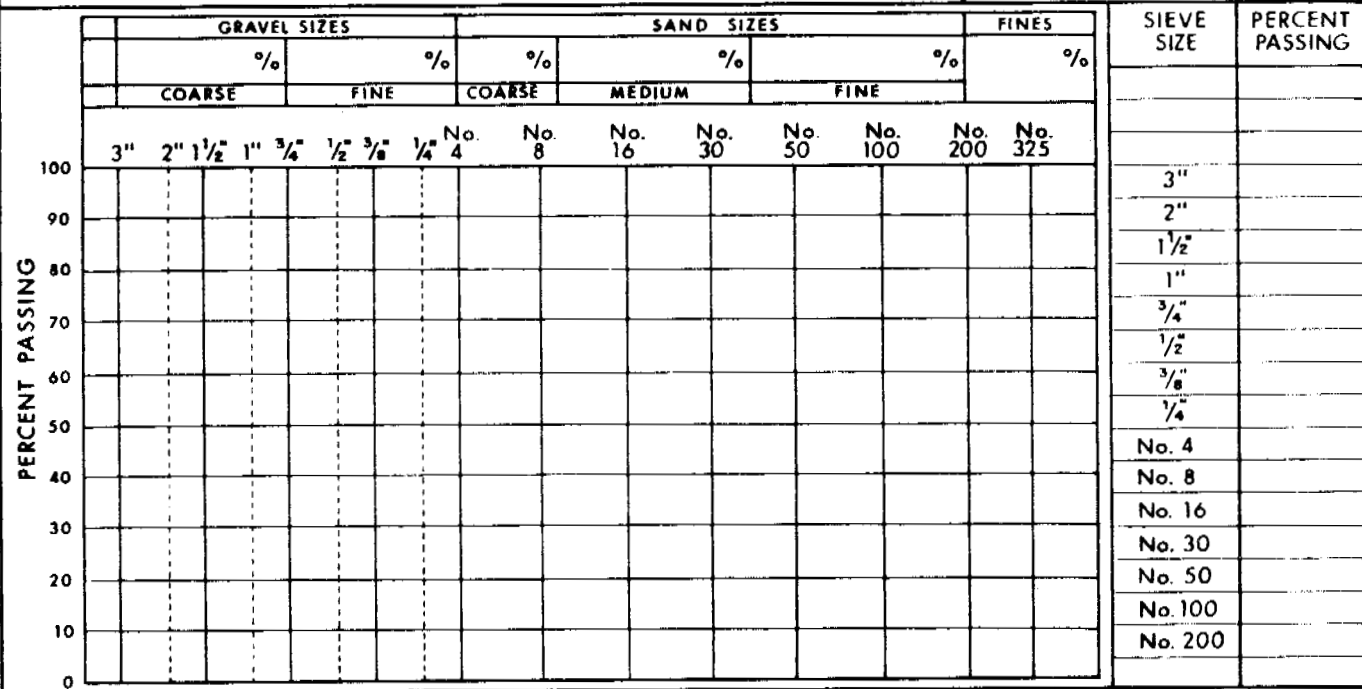 GRAVEL SIZES SAND SIZES FINES
% % % % % %
COARSE FINE COARSE MEDIUM FINE
No. No. No. No. No. No. No. No.
3" 2" 1½" 1" ¾" ½" ⅜" ¼" 4 8 16 30 50 100 200 325
100
90
80
70
60
50
40
30
20
10
0
PERCENT PASSING
SIEVE SIZE PERCENT PASSING
3"
2"
1½"
1"
¾"
½"
⅜"
¼"
No. 4
No. 8
No. 16
No. 30
No. 50
No. 100
No. 200